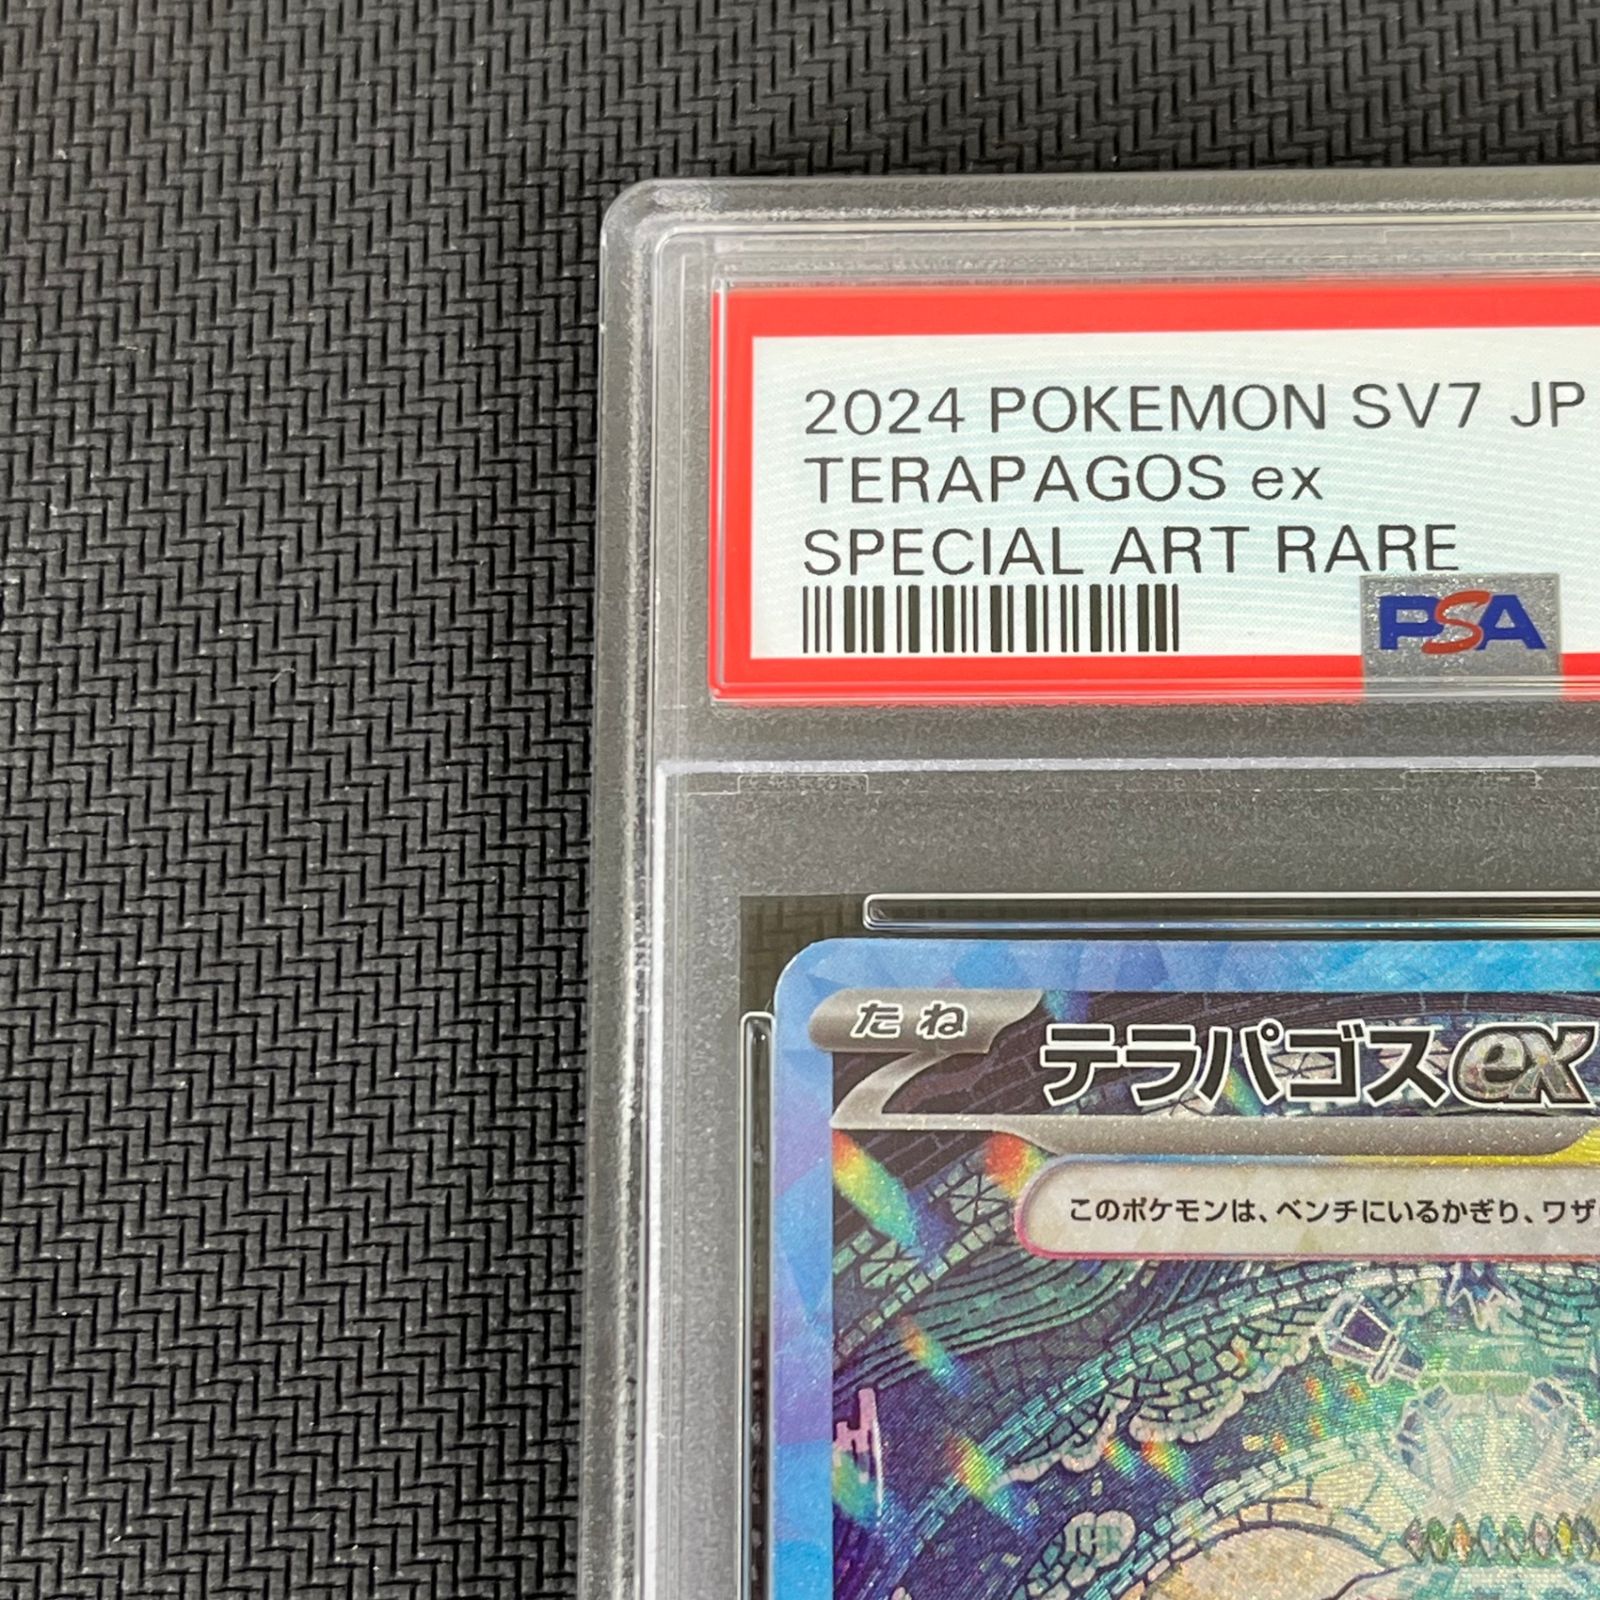 2024 POKEMON SV7 JP
TERAPAGOS ex
SPECIAL ART RARE
PSA
たね
テラパゴスex
このポケモンは、ベンチにいるかぎり、ワザ